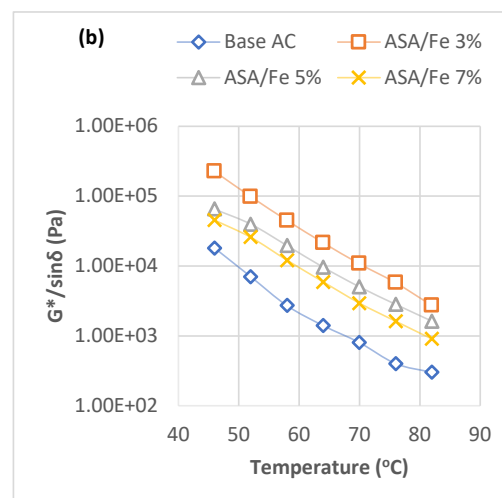 (b)
Base AC
ASA/Fe 3%
ASA/Fe 5%
ASA/Fe 7%
1.00E+06
1.00E+05
1.00E+04
1.00E+03
1.00E+02
G*/sinδ (Pa)
40 50 60 70 80 90
Temperature (ᵒC)